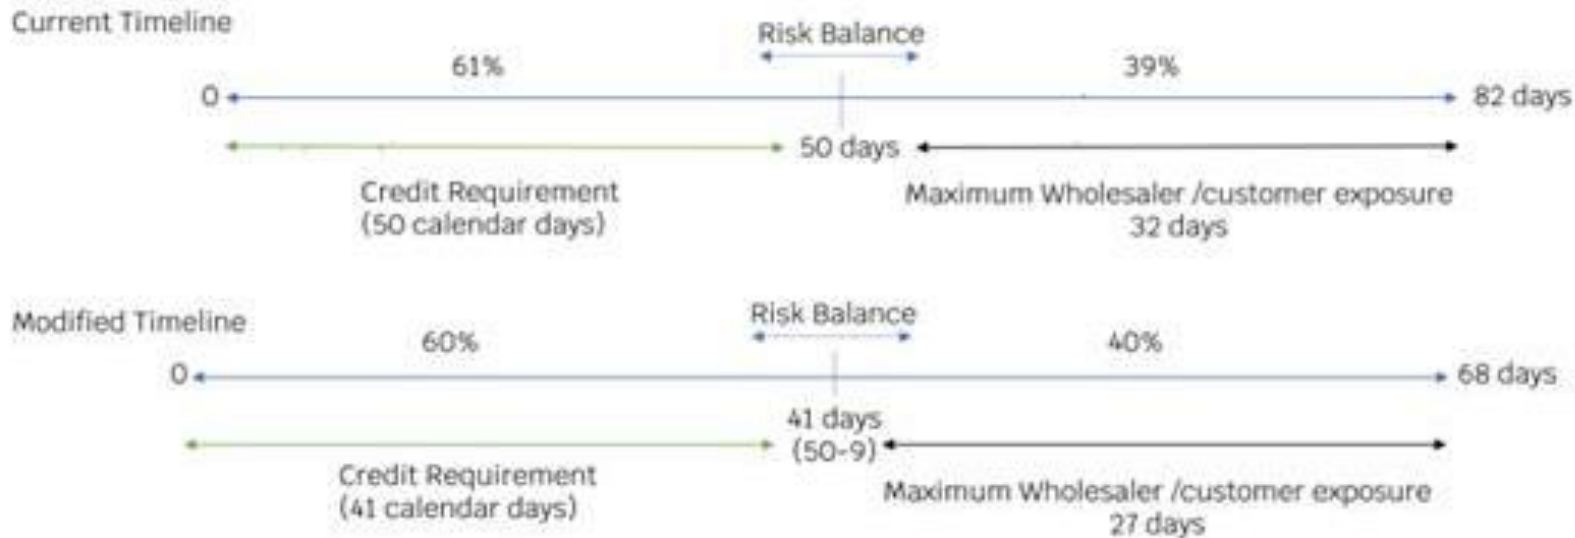 Current Timeline
Risk Balance
61%
39%
0
82 days
50 days
Credit Requirement
(50 calendar days)
Maximum Wholesaler /customer exposure
32 days
Modified Timeline
Risk Balance
60%
40%
0
68 days
41 days
(50-9)
Credit Requirement
(41 calendar days)
Maximum Wholesaler /customer exposure
27 days